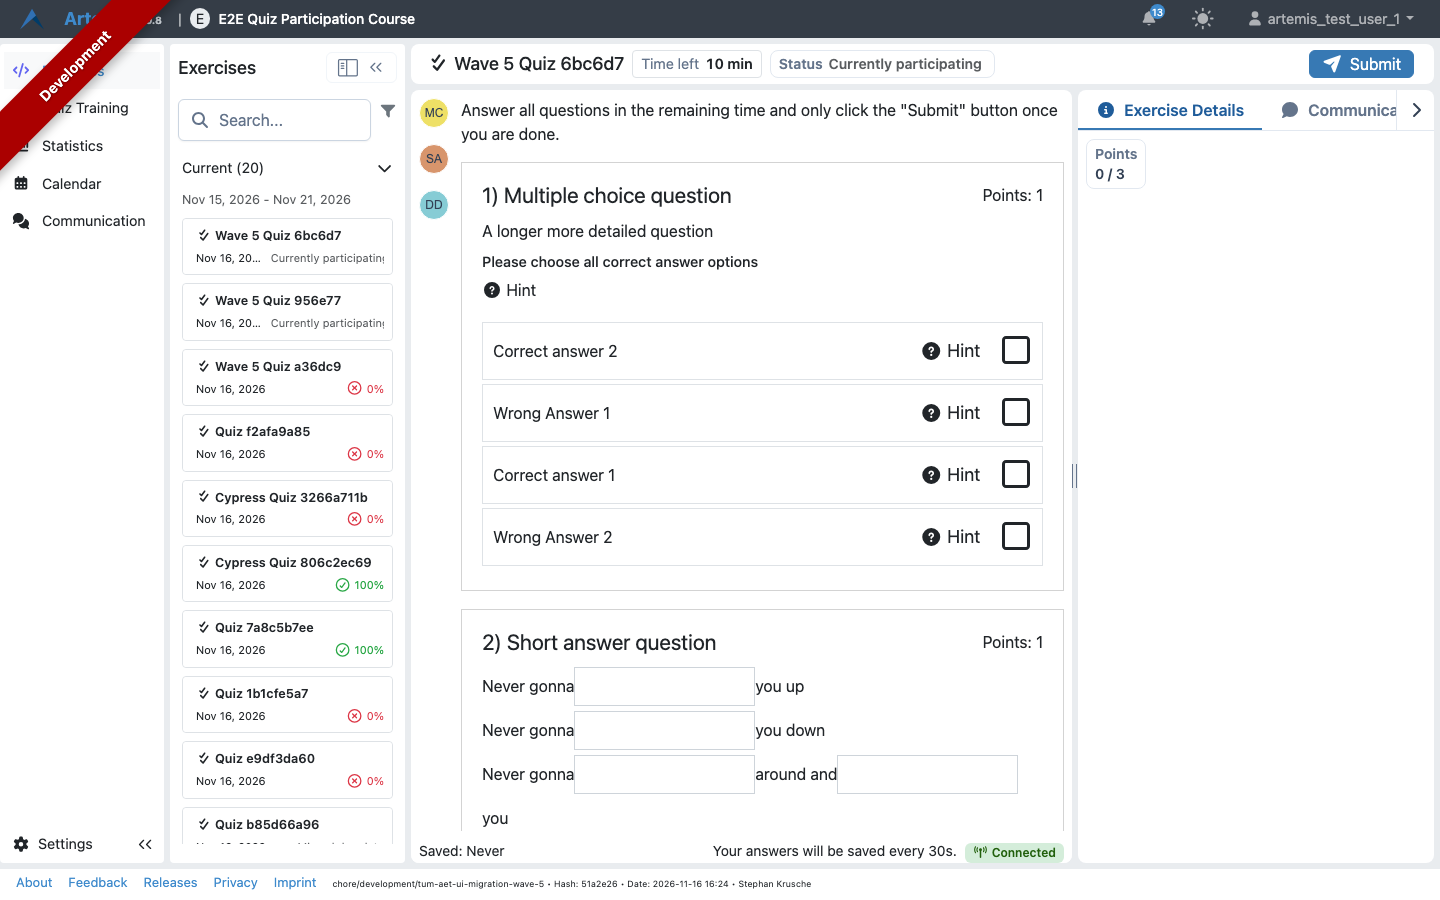 .8
E E2E Quiz Participation Course
13
artemis_test_user_1
Development
Quiz Training
Statistics
Calendar
Communication
Settings
Exercises
Search...
Current (20)
Nov 15, 2026 - Nov 21, 2026
Wave 5 Quiz 6bc6d7
Nov 16, 20... Currently participating
Wave 5 Quiz 956e77
Nov 16, 20... Currently participating
Wave 5 Quiz a36dc9
Nov 16, 2026 0%
Quiz f2afa9a85
Nov 16, 2026 0%
Cypress Quiz 3266a711b
Nov 16, 2026 0%
Cypress Quiz 806c2ec69
Nov 16, 2026 100%
Quiz 7a8c5b7ee
Nov 16, 2026 100%
Quiz 1b1cfe5a7
Nov 16, 2026 0%
Quiz e9df3da60
Nov 16, 2026 0%
Quiz b85d66a96
Wave 5 Quiz 6bc6d7
Time left 10 min
Status Currently participating
Submit
MC
SA
DD
Answer all questions in the remaining time and only click the "Submit" button once
you are done.
1) Multiple choice question Points: 1
A longer more detailed question
Please choose all correct answer options
Hint
Correct answer 2 Hint
Wrong Answer 1 Hint
Correct answer 1 Hint
Wrong Answer 2 Hint
2) Short answer question Points: 1
Never gonna you up
Never gonna you down
Never gonna around and
you
Saved: Never
Your answers will be saved every 30s. Connected
Exercise Details Communica
Points
0 / 3
About Feedback Releases Privacy Imprint chore/development/tum-aet-ui-migration-wave-5 • Hash: 51a2e26 • Date: 2026-11-16 16:24 • Stephan Krusche